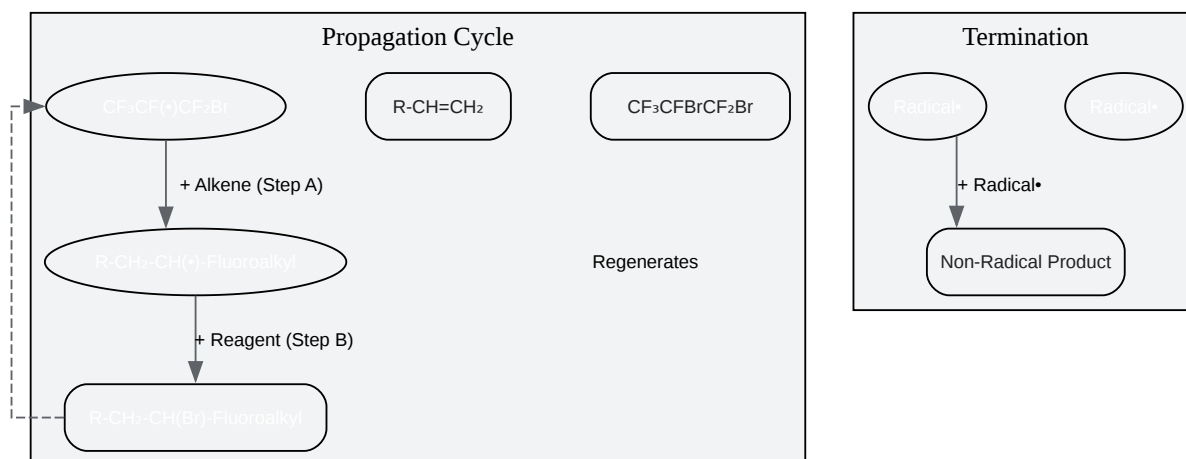 Propagation Cycle
CF₃CF(•)CF₂Br
R-CH=CH₂
CF₃CFBrCF₂Br
+ Alkene (Step A)
R-CH₂-CH(•)-Fluoroalkyl
Regenerates
+ Reagent (Step B)
R-CH₂-CH(Br)-Fluoroalkyl
Termination
Radical•
Radical•
+ Radical•
Non-Radical Product